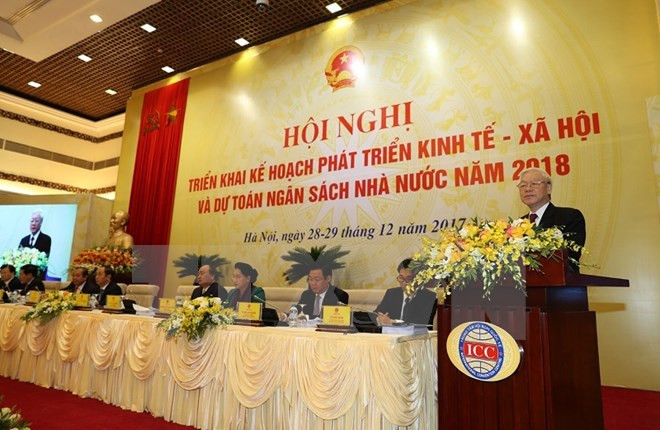 HỘI NGHỊ
TRIỂN KHAI KẾ HOẠCH PHÁT TRIỂN KINH TẾ - XÃ HỘI
VÀ DỰ TOÁN NGÂN SÁCH NHÀ NƯỚC NĂM 2018
Hà Nội, ngày 28-29 tháng 12 năm 2017
ICC